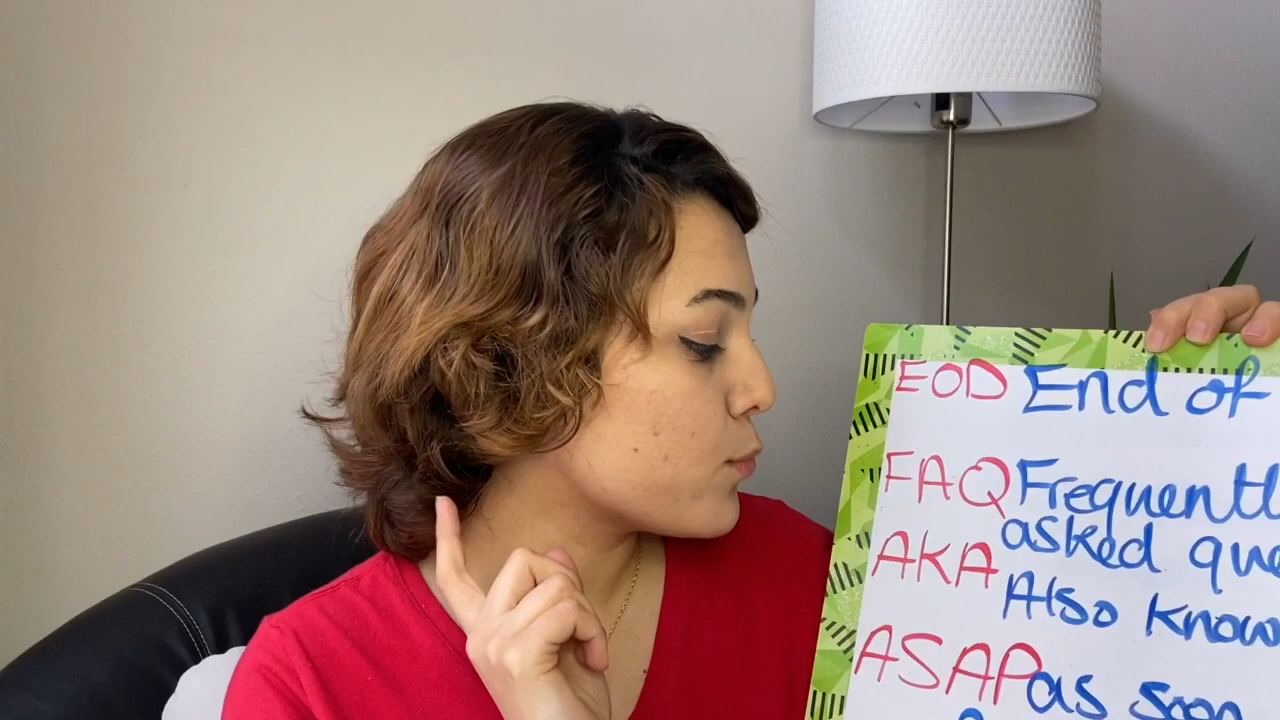 EOD End of
FAQ Frequentl
asked que
AKA
Also know
ASAP as soon